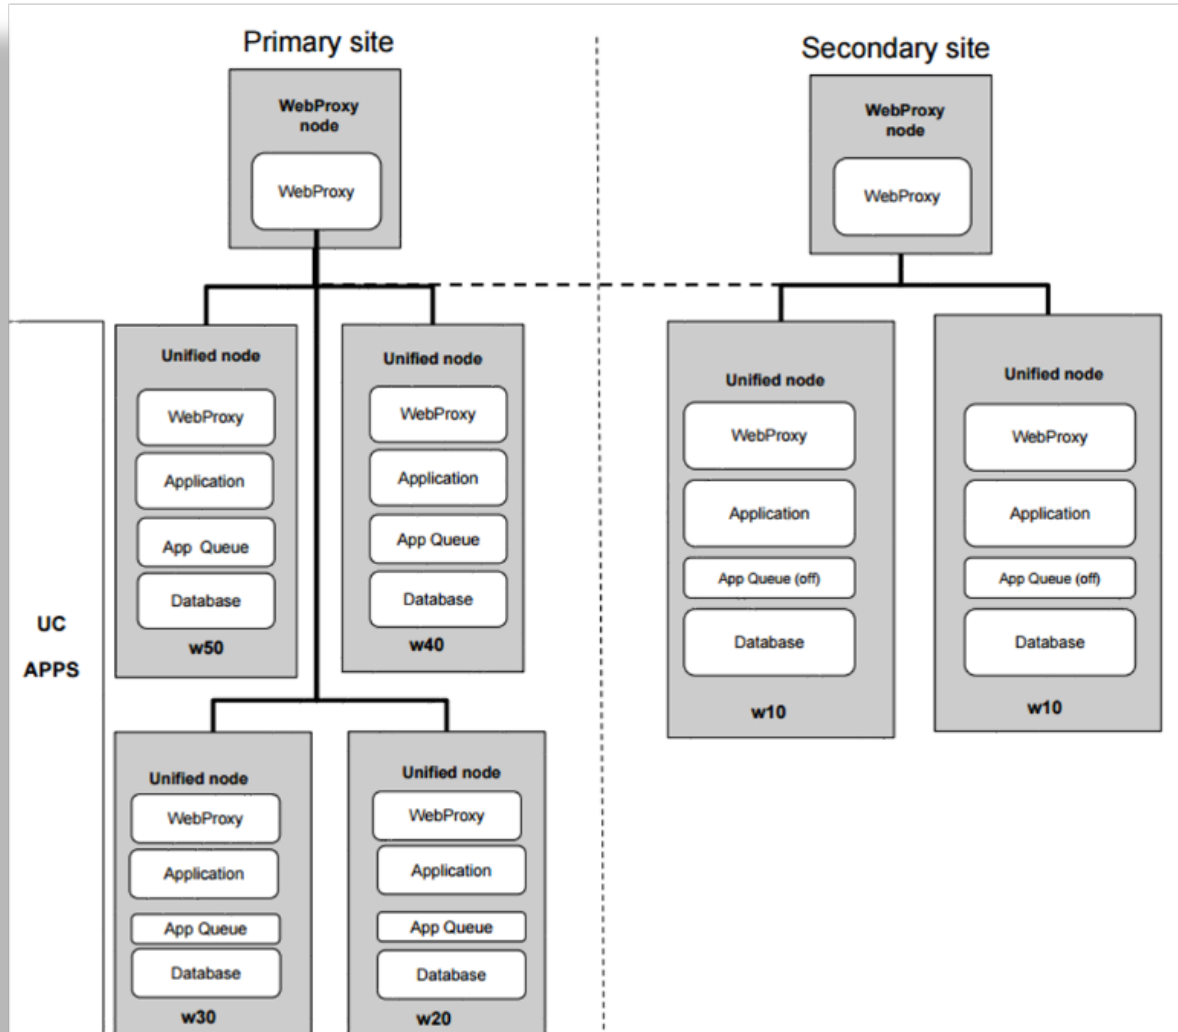 Primary site
Secondary site
WebProxy
node
WebProxy
WebProxy
node
WebProxy
Unified node
WebProxy
Application
App Queue
Database
w50
Unified node
WebProxy
Application
App Queue
Database
w40
Unified node
WebProxy
Application
App Queue (off)
Database
w10
Unified node
WebProxy
Application
App Queue (off)
Database
w10
UC
APPS
Unified node
WebProxy
Application
App Queue
Database
w30
Unified node
WebProxy
Application
App Queue
Database
w20